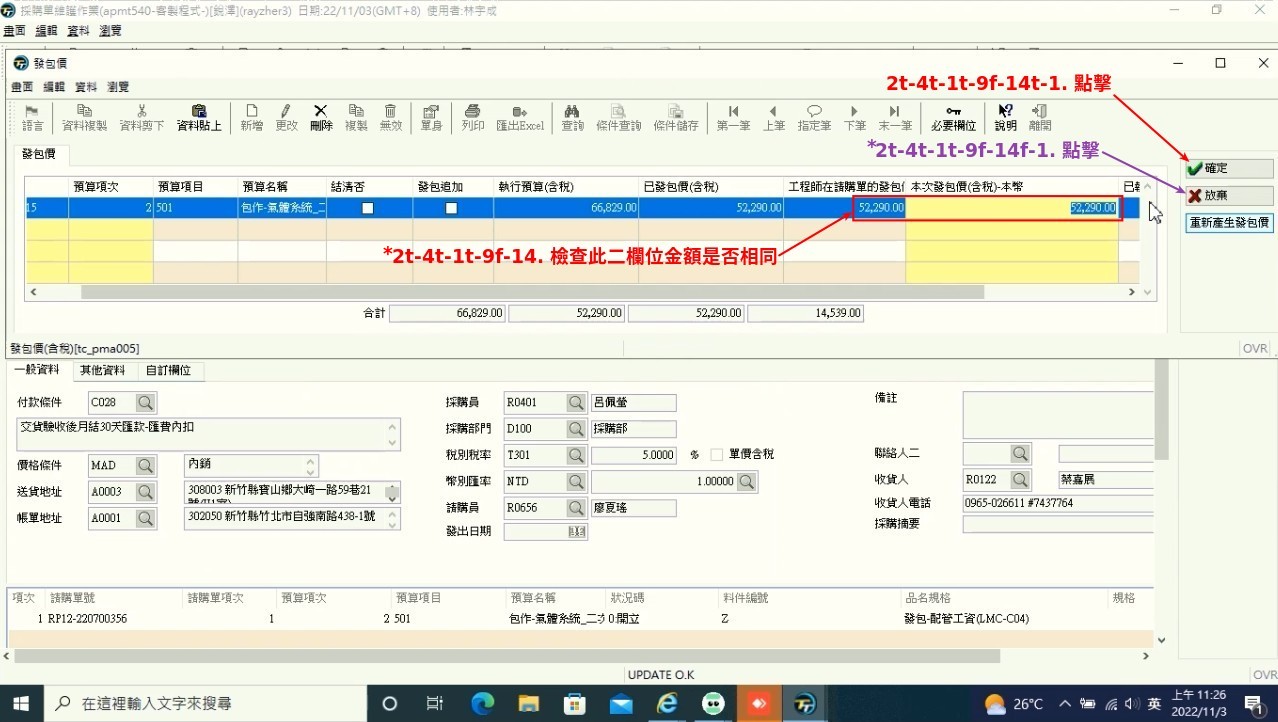 採購單維護作業(apmt540-客製程式-)[銳澤](rayzher3) 日期:22/11/03(GMT+8) 使用者:林字成
畫面 編輯 資料 瀏覽
發包價
畫面 編輯 資料 瀏覽
2t-4t-1t-9f-14t-1. 點擊
語言 資料複製 資料剪下 資料貼上 新增 更改 刪除 複製 無效 單身 列印 匯出Excel 查詢 條件查詢 條件儲存 第一筆 上筆 指定筆 下筆 末一筆 必要欄位 說明 離開
*2t-4t-1t-9f-14f-1. 點擊
發包價
確定
放棄
重新產生發包價
預算項次 預算項目 預算名稱 結清否 發包追加 執行預算(含稅) 已發包價(含稅) 工程師在請購單的發包 本次發包價(含稅)-本幣
15 2 501 包作-氣體系統_二 66,829.00 52,290.00 52,290.00 52,290.00
*2t-4t-1t-9f-14. 檢查此二欄位金額是否相同
合計 66,829.00 52,290.00 52,290.00 14,539.00
發包價(含稅)[tc_pma005] OVR
一般資料 其他資料 自訂欄位
付款條件 C028 採購員 R0401 呂佩螢 備註
交貨驗收後月結30天匯款-匯費內扣 採購部門 D100 採購部
稅別稅率 T301 5.0000 % 單價含稅 聯絡人二
價格條件 MAD 內銷
幣別匯率 NTD 1.00000 收貨人 R0122 蔡嘉展
送貨地址 A0003 308003 新竹縣寶山鄉大崎一路59巷21
請購員 R0656 廖夏瑤 收貨人電話 0965-026611 #7437764
帳單地址 A0001 302050 新竹縣竹北市自強南路438-1號
發出日期 採購摘要
項次 請購單號 請購單項次 預算項次 預算項目 預算名稱 狀況碼 料件編號 品名規格 規格
1 RP12-220700356 1 2 501 包作-氣體系統_二次 0:開立 Z 發包-配管工資(LMC-C04)
UPDATE O.K OVR
在這裡輸入文字來搜尋 26°C 英 上午 11:26
2022/11/3 1